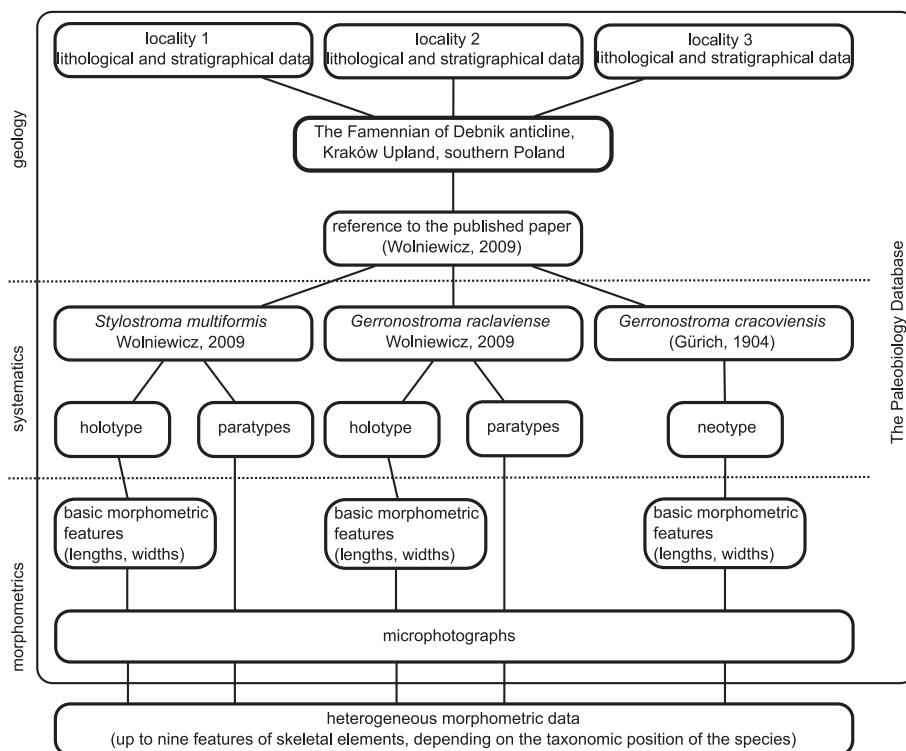 locality 1
lithological and stratigraphical data
locality 2
lithological and stratigraphical data
locality 3
lithological and stratigraphical data
geology
The Famennian of Debnik anticline,
Kraków Upland, southern Poland
reference to the published paper
(Wolniewicz, 2009)
The Paleobiology Database
systematics
Stylostroma multiformis
Wolniewicz, 2009
Gerronostroma raclaviense
Wolniewicz, 2009
Gerronostroma cracoviensis
(Gürich, 1904)
holotype
paratypes
holotype
paratypes
neotype
morphometrics
basic morphometric
features
(lengths, widths)
basic morphometric
features
(lengths, widths)
basic morphometric
features
(lengths, widths)
microphotographs
heterogeneous morphometric data
(up to nine features of skeletal elements, depending on the taxonomic position of the species)